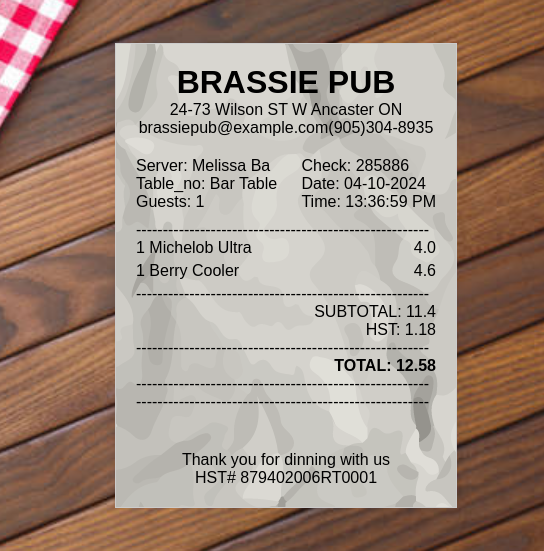 BRASSIE PUB
24-73 Wilson ST W Ancaster ON
brassiepub@example.com(905)304-8935
Server: Melissa Ba Check: 285886
Table_no: Bar Table Date: 04-10-2024
Guests: 1 Time: 13:36:59 PM
-------------------------------------------------------
1 Michelob Ultra 4.0
1 Berry Cooler 4.6
-------------------------------------------------------
SUBTOTAL: 11.4
HST: 1.18
-------------------------------------------------------
TOTAL: 12.58
-------------------------------------------------------
-------------------------------------------------------
Thank you for dinning with us
HST# 879402006RT0001